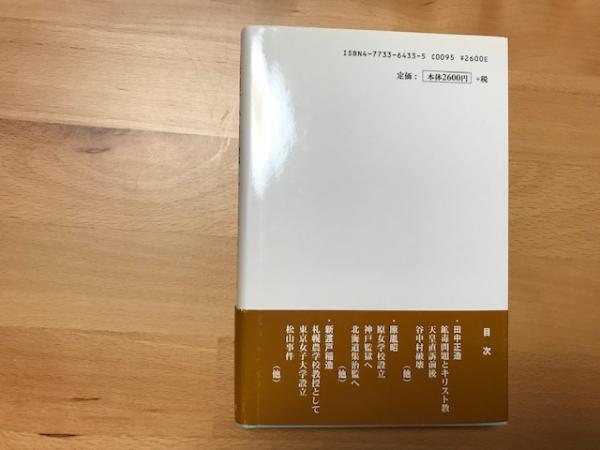 ISBN4-7733-6433-5 C0095 ¥2600E
定価： 本体2600円 +税
目次
・田中正造
鉱毒問題とキリスト教
天皇直訴前後
谷中村破壊
（他）
・原胤昭
原女学校設立
神戸監獄へ
北海道集治監へ
（他）
・新渡戸稲造
札幌農学校教授として
東京女子大学設立
松山事件
（他）